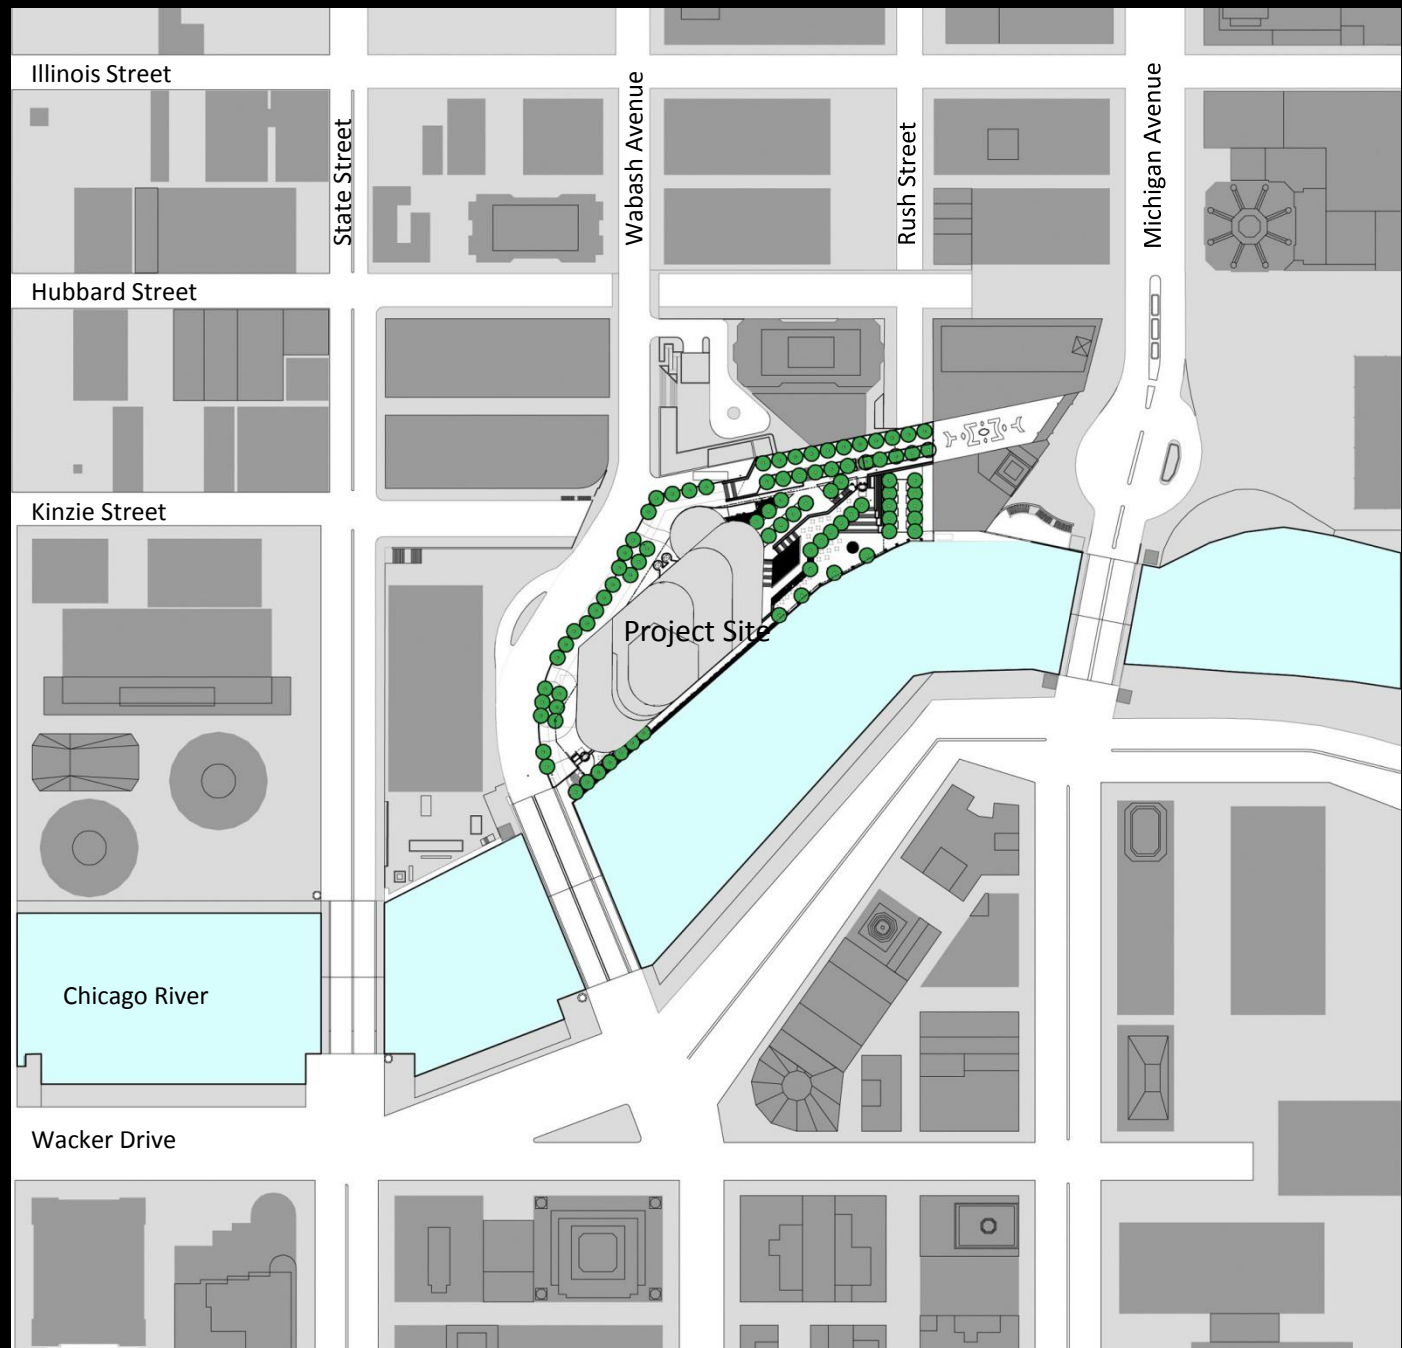 Illinois Street
State Street
Wabash Avenue
Rush Street
Michigan Avenue
Hubbard Street
Kinzie Street
Project Site
Chicago River
Wacker Drive